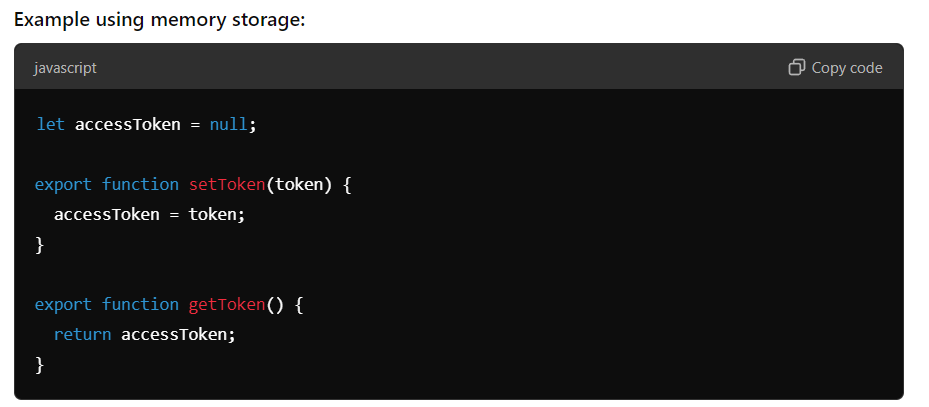 Example using memory storage:
javascript
Copy code
let accessToken = null;
export function setToken(token) {
  accessToken = token;
}
export function getToken() {
  return accessToken;
}